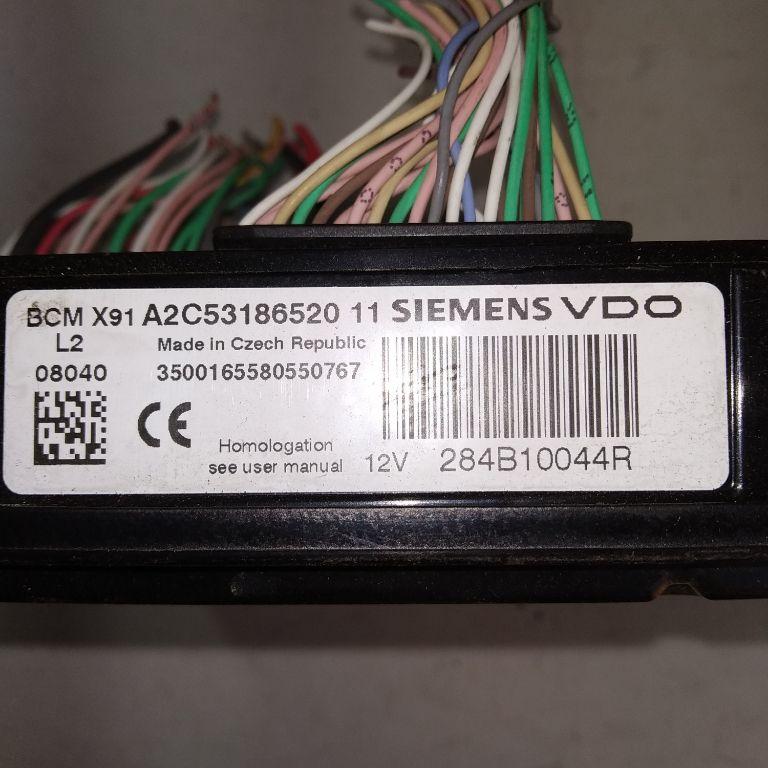 BCM X91 A2C53186520 11 SIEMENS VDO
L2 Made in Czech Republic
08040 3500165580550767
CE
Homologation
see user manual 12V 284B10044R